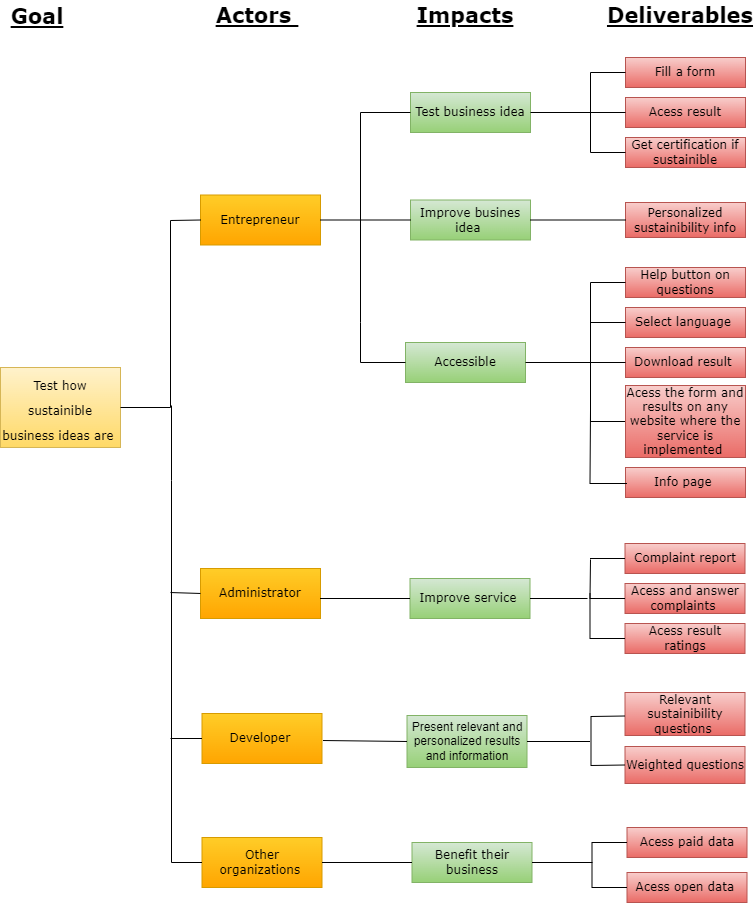 Goal
Actors
Impacts
Deliverables
Test how
sustainible
business ideas are
Entrepreneur
Test business idea
Fill a form
Acess result
Get certification if
sustainible
Improve busines
idea
Personalized
sustainibility info
Accessible
Help button on
questions
Select language
Download result
Acess the form and
results on any
website where the
service is
implemented
Info page
Administrator
Improve service
Complaint report
Acess and answer
complaints
Acess result
ratings
Developer
Present relevant and
personalized results
and information
Relevant
sustainibility
questions
Weighted questions
Other
organizations
Benefit their
business
Acess paid data
Acess open data